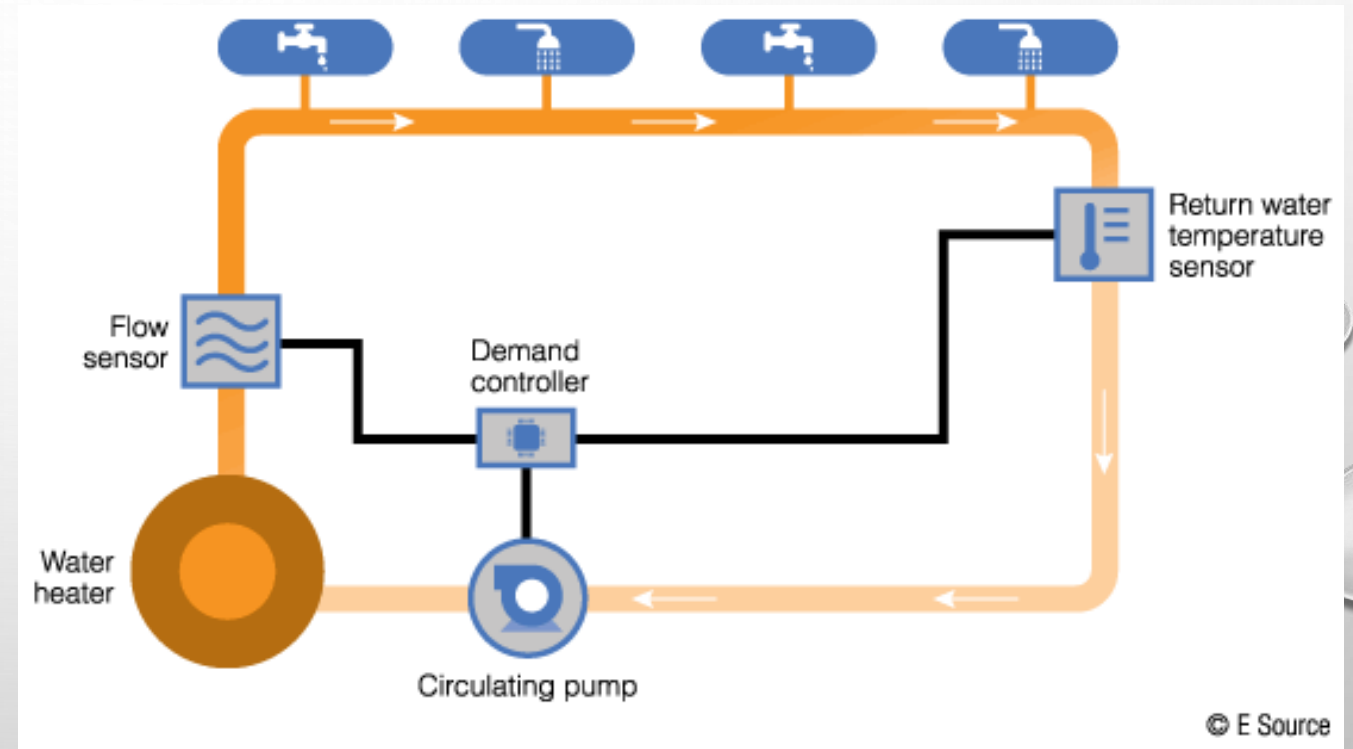 Return water
temperature
sensor
Flow
sensor
Demand
controller
Water
heater
Circulating pump
© E Source